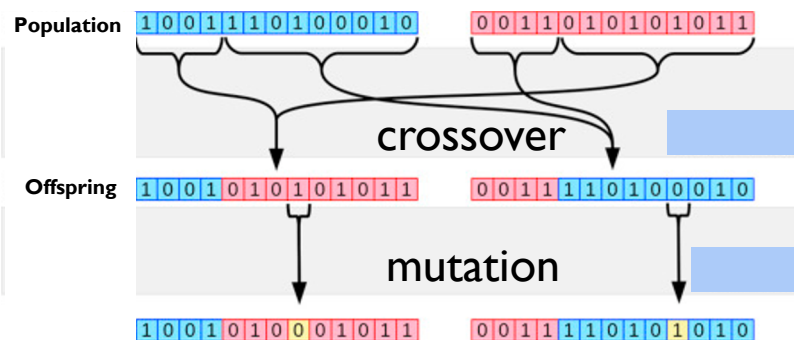 Population 1 0 0 1 1 1 0 1 0 0 0 1 0 0 0 1 1 0 1 0 1 0 1 0 1 1
crossover
Offspring 1 0 0 1 0 1 0 1 0 1 0 1 1 0 0 1 1 1 1 0 1 0 0 0 1 0
mutation
1 0 0 1 0 1 0 0 0 1 0 1 1 0 0 1 1 1 1 0 1 0 1 0 1 0